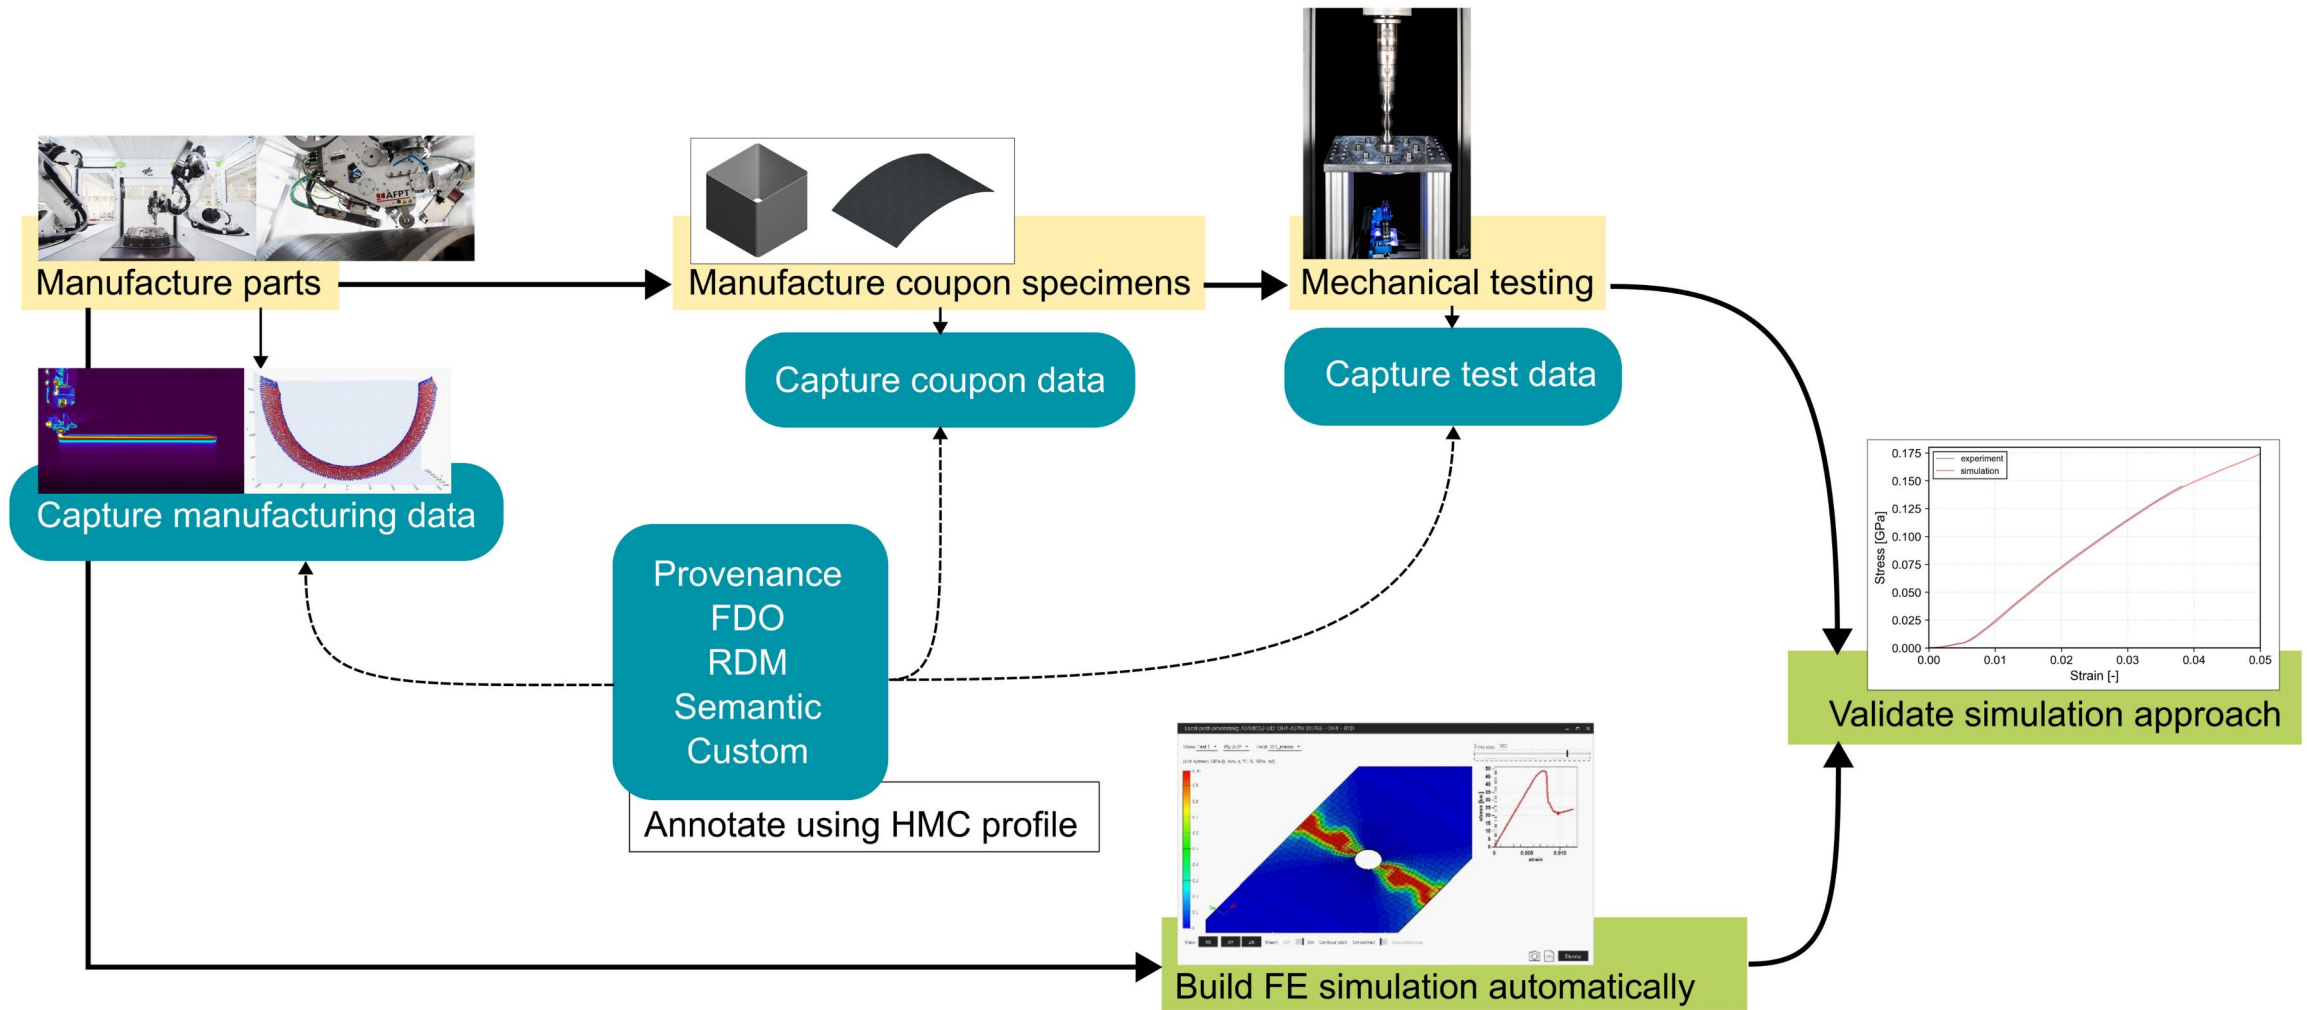 AFPT
Manufacture parts
Manufacture coupon specimens
Mechanical testing
Capture coupon data
Capture test data
Capture manufacturing data
Provenance
FDO
RDM
Semantic
Custom
Annotate using HMC profile
0.175
0.150
0.125
0.100
0.075
0.050
0.025
0.000
Stress [GPa]
experiment
simulation
0.00 0.01 0.02 0.03 0.04 0.05
Strain [-]
Validate simulation approach
strain
Build FE simulation automatically